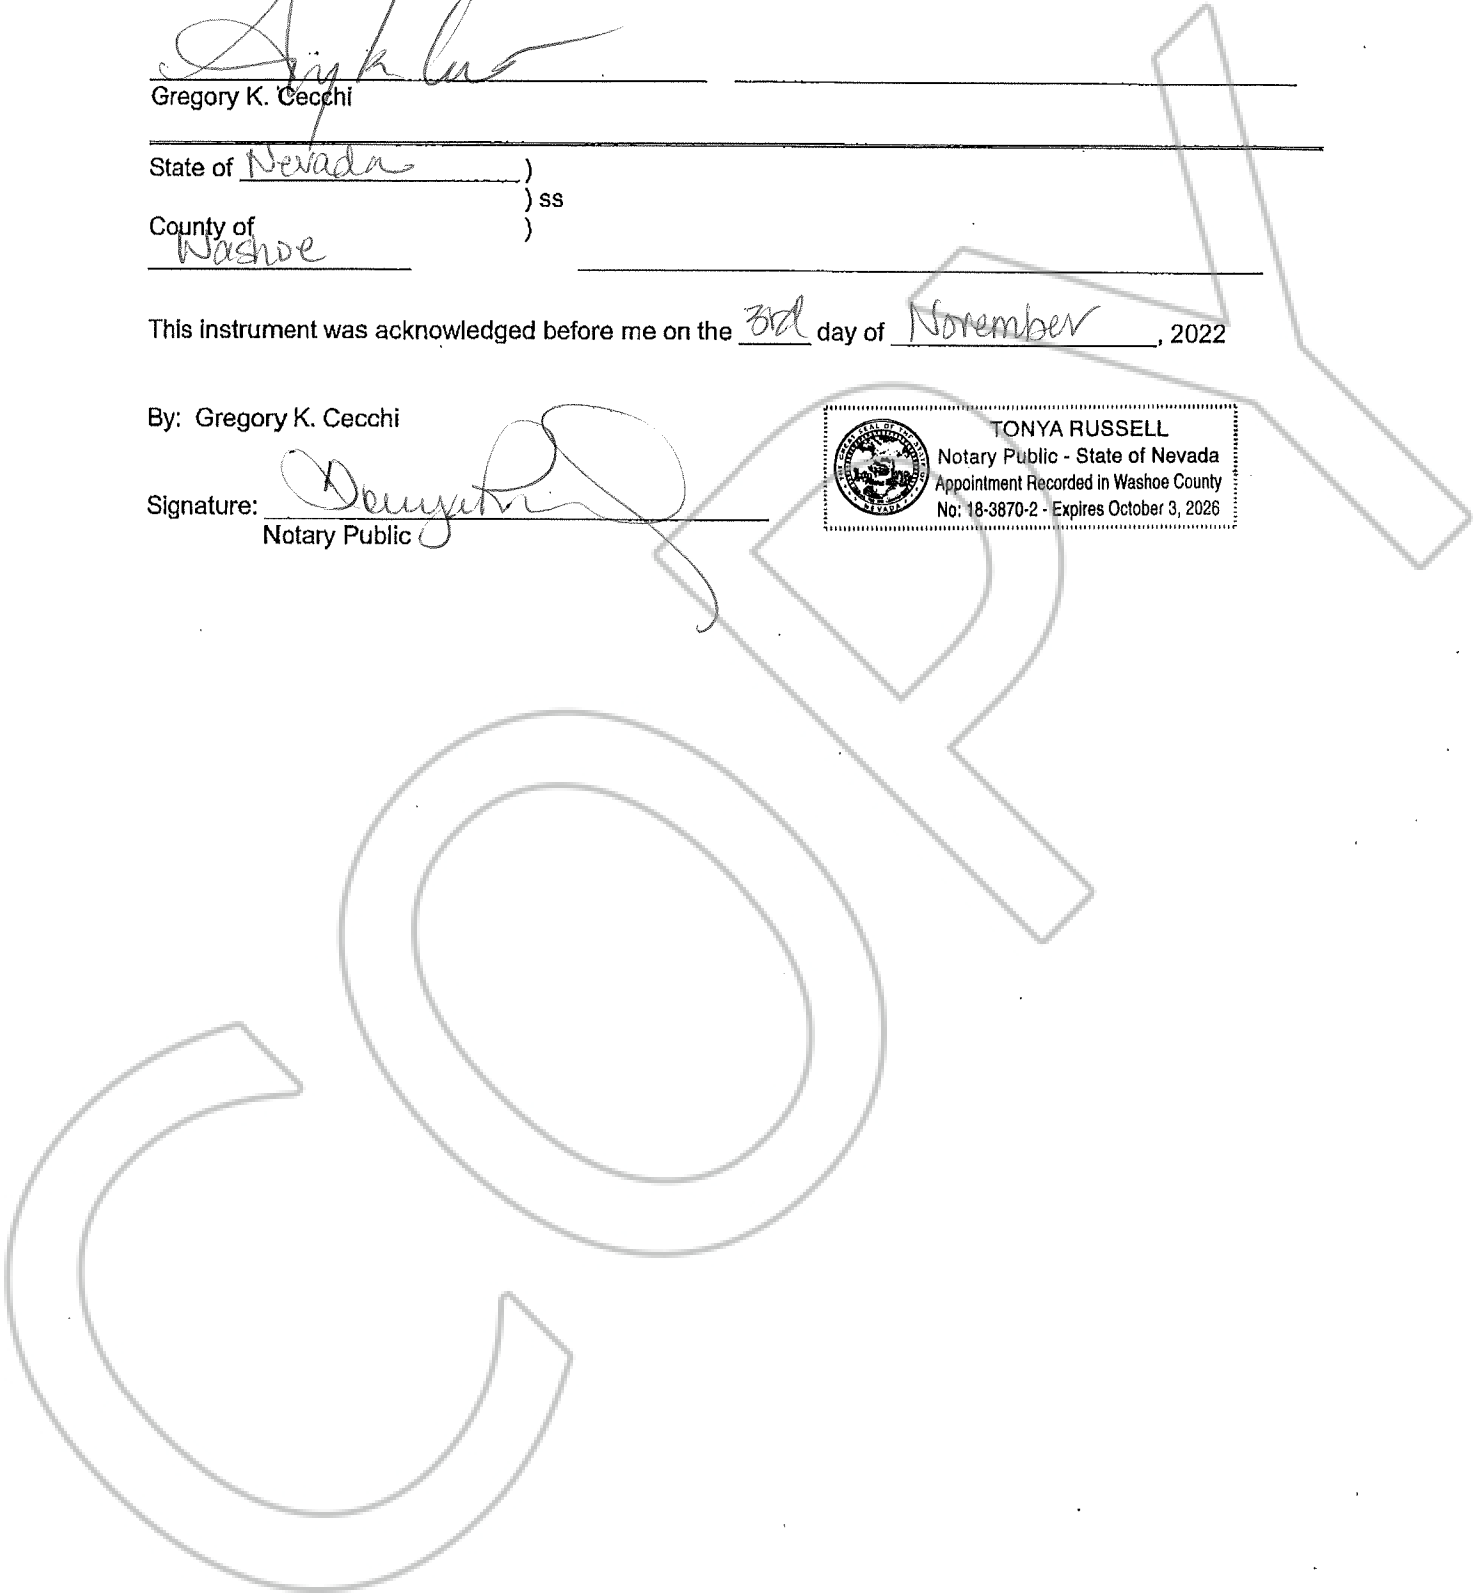 Gregory K. Cecchi
State of Nevada )
) ss
County of )
Washoe
This instrument was acknowledged before me on the 3rd day of November, 2022
By: Gregory K. Cecchi
TONYA RUSSELL
Notary Public - State of Nevada
Appointment Recorded in Washoe County
No: 18-3870-2 - Expires October 3, 2026
Signature:
Notary Public
COPY